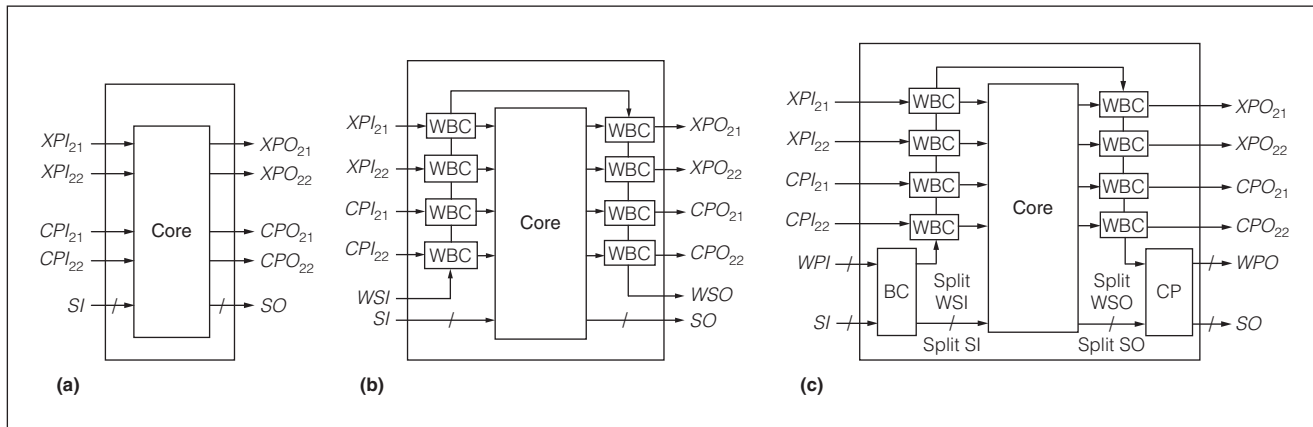 XPI21
XPI22
CPI21
CPI22
SI
Core
XPO21
XPO22
CPO21
CPO22
SO
(a)
XPI21
XPI22
CPI21
CPI22
WSI
SI
WBC
WBC
WBC
WBC
Core
WBC
WBC
WBC
WBC
XPO21
XPO22
CPO21
CPO22
WSO
SO
(b)
XPI21
XPI22
CPI21
CPI22
WPI
SI
WBC
WBC
WBC
WBC
BC
Split
WSI
Split SI
Core
WBC
WBC
WBC
WBC
Split
WSO
Split SO
CP
XPO21
XPO22
CPO21
CPO22
WPO
SO
(c)